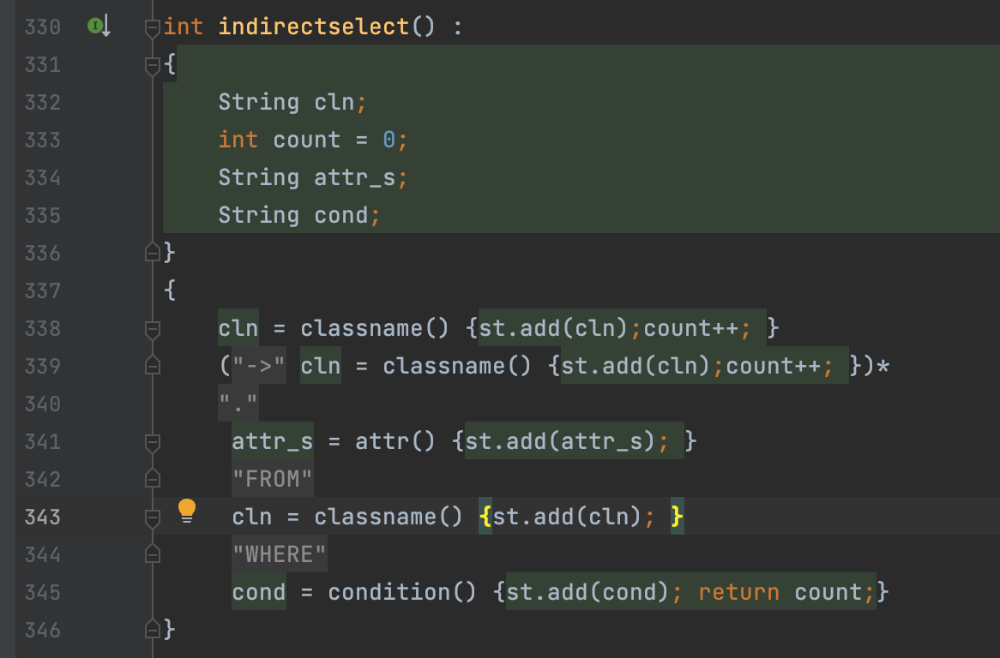 330 int indirectselect() :
331 {
332 String cln;
333 int count = 0;
334 String attr_s;
335 String cond;
336 }
337 {
338 cln = classname() {st.add(cln);count++; }
339 ("->" cln = classname() {st.add(cln);count++; })*
340 "."
341 attr_s = attr() {st.add(attr_s); }
342 "FROM"
343 cln = classname() {st.add(cln); }
344 "WHERE"
345 cond = condition() {st.add(cond); return count;}
346 }